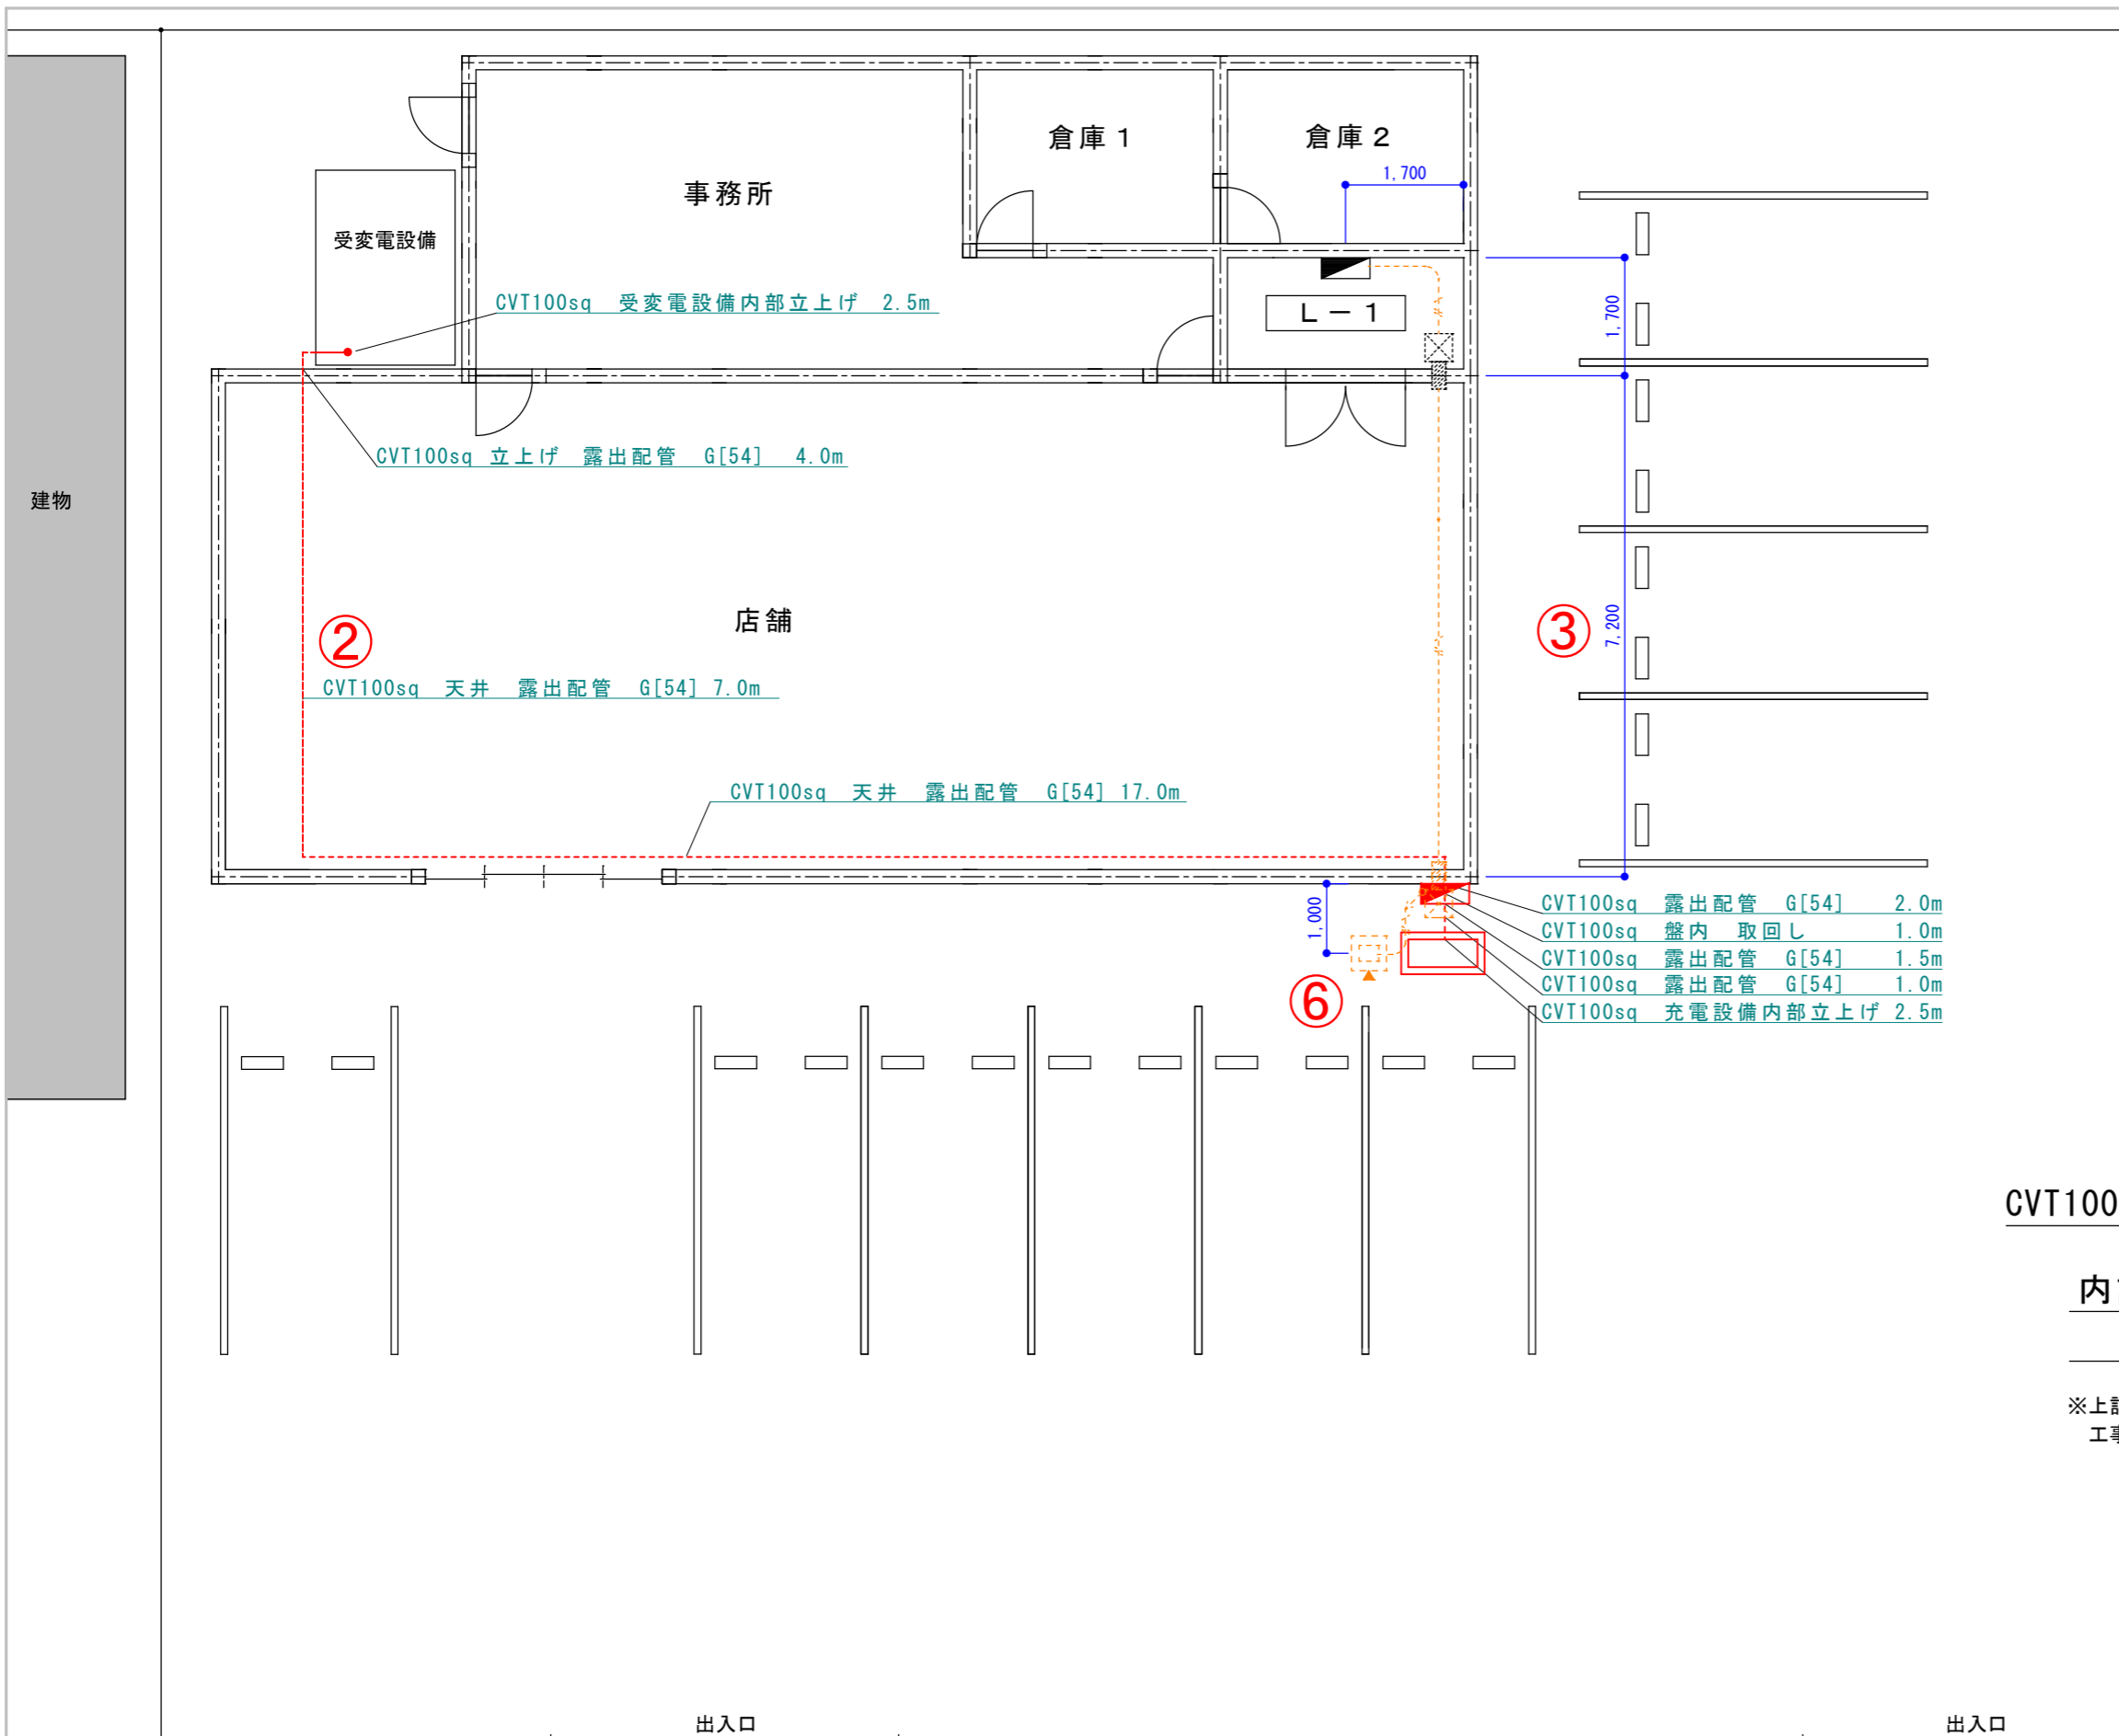 倉庫1
倉庫2
1,700
事務所
受変電設備
CVT100sq 受変電設備内部立上げ 2.5m
L－1
1,700
CVT100sq 立上げ 露出配管 G[54] 4.0m
建物
店舗
②
③
7,200
CVT100sq 天井 露出配管 G[54] 7.0m
CVT100sq 天井 露出配管 G[54] 17.0m
1,000
CVT100sq 露出配管 G[54] 2.0m
CVT100sq 盤内 取回し 1.0m
CVT100sq 露出配管 G[54] 1.5m
CVT100sq 露出配管 G[54] 1.0m
CVT100sq 充電設備内部立上げ 2.5m
⑥
CVT100
内
※上
工事
出入口
出入口